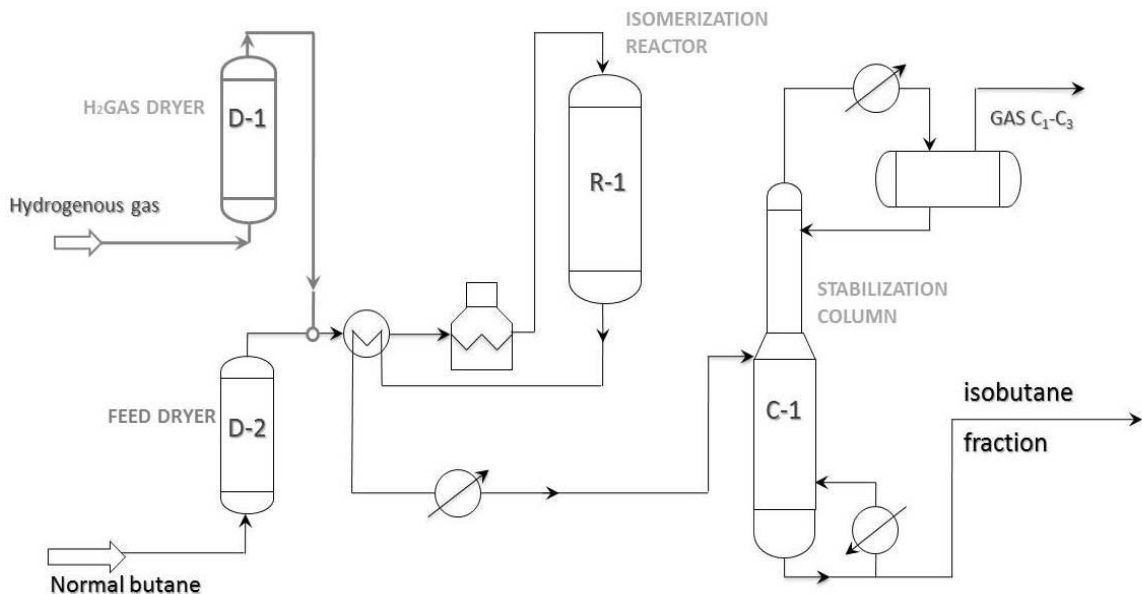 ISOMERIZATION
REACTOR
H₂GAS DRYER
D-1
GAS C₁-C₃
R-1
Hydrogenous gas
STABILIZATION
COLUMN
isobutane
fraction
C-1
FEED DRYER
D-2
Normal butane